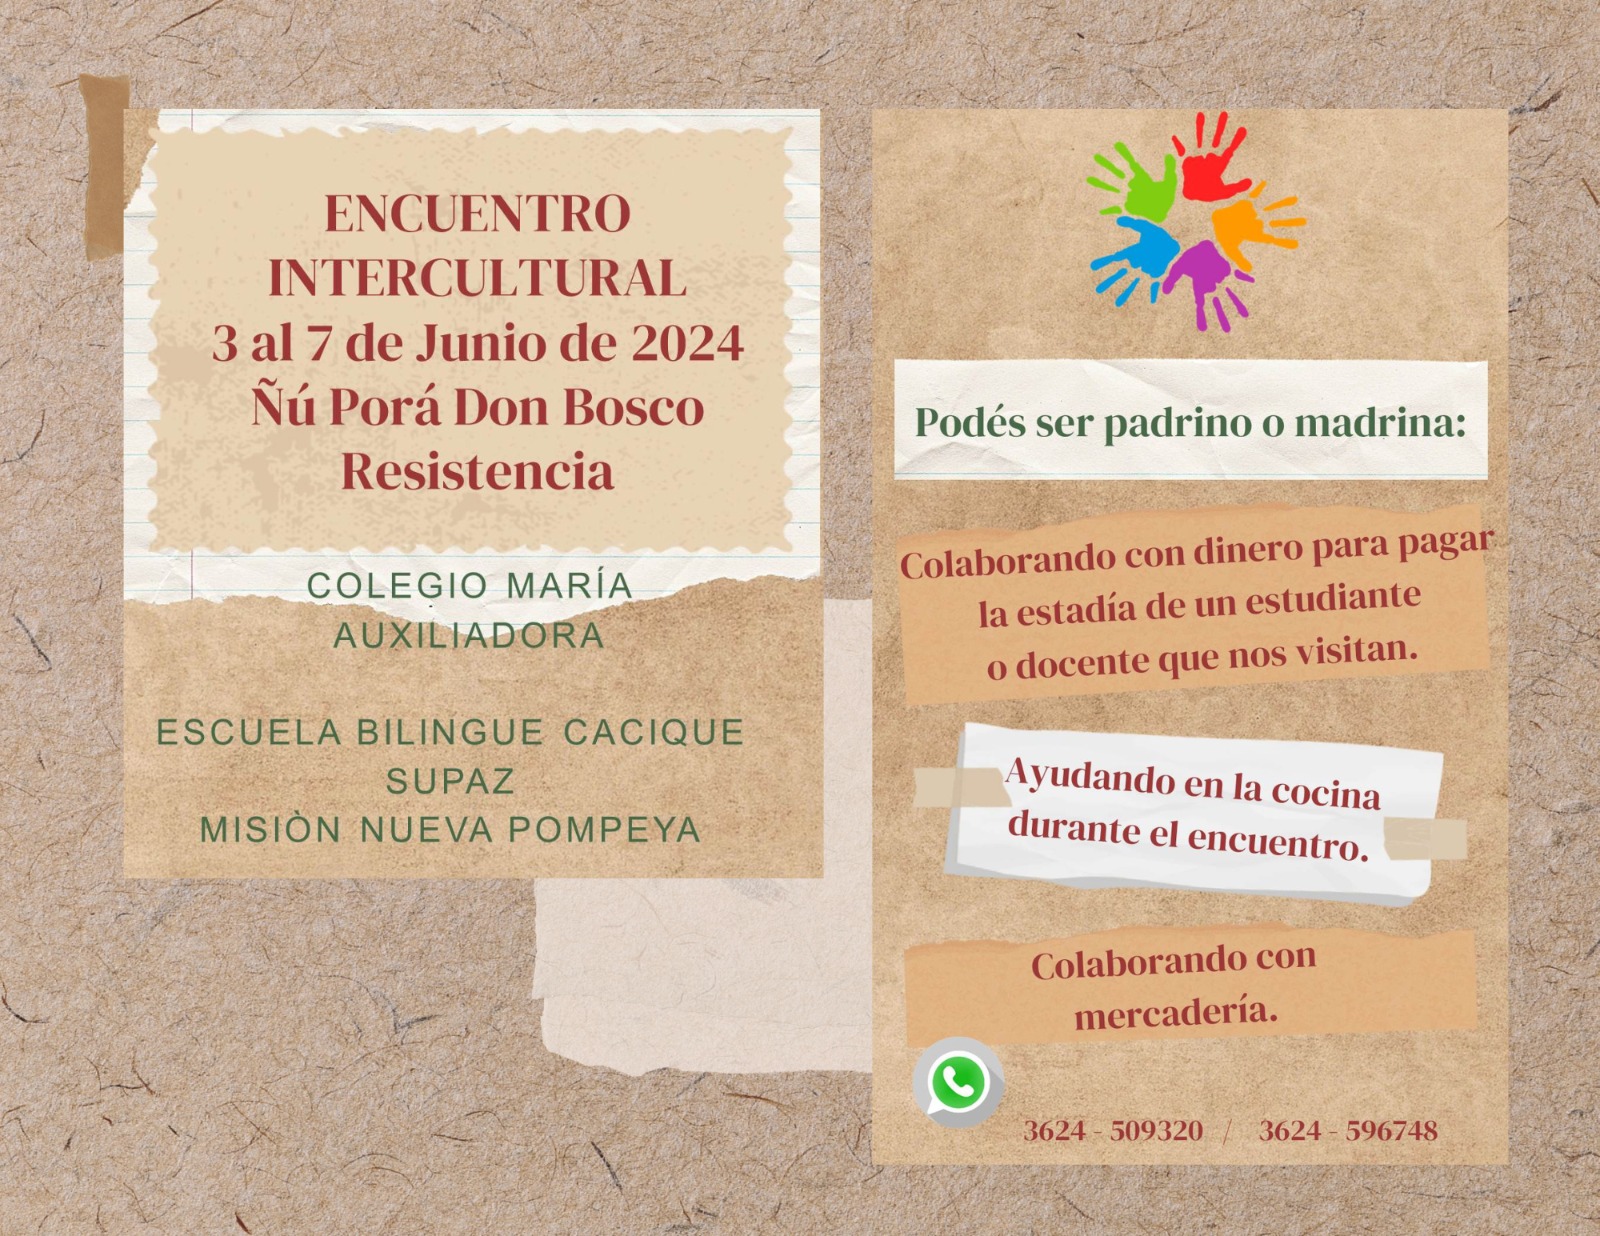 ENCUENTRO
INTERCULTURAL
3 al 7 de Junio de 2024
Ñú Porá Don Bosco
Resistencia
COLEGIO MARÍA
AUXILIADORA
ESCUELA BILINGUE CACIQUE
SUPAZ
MISIÒN NUEVA POMPEYA
Podés ser padrino o madrina:
Colaborando con dinero para pagar
la estadía de un estudiante
o docente que nos visitan.
Ayudando en la cocina
durante el encuentro.
Colaborando con
mercadería.
3624 - 509320 / 3624 - 596748